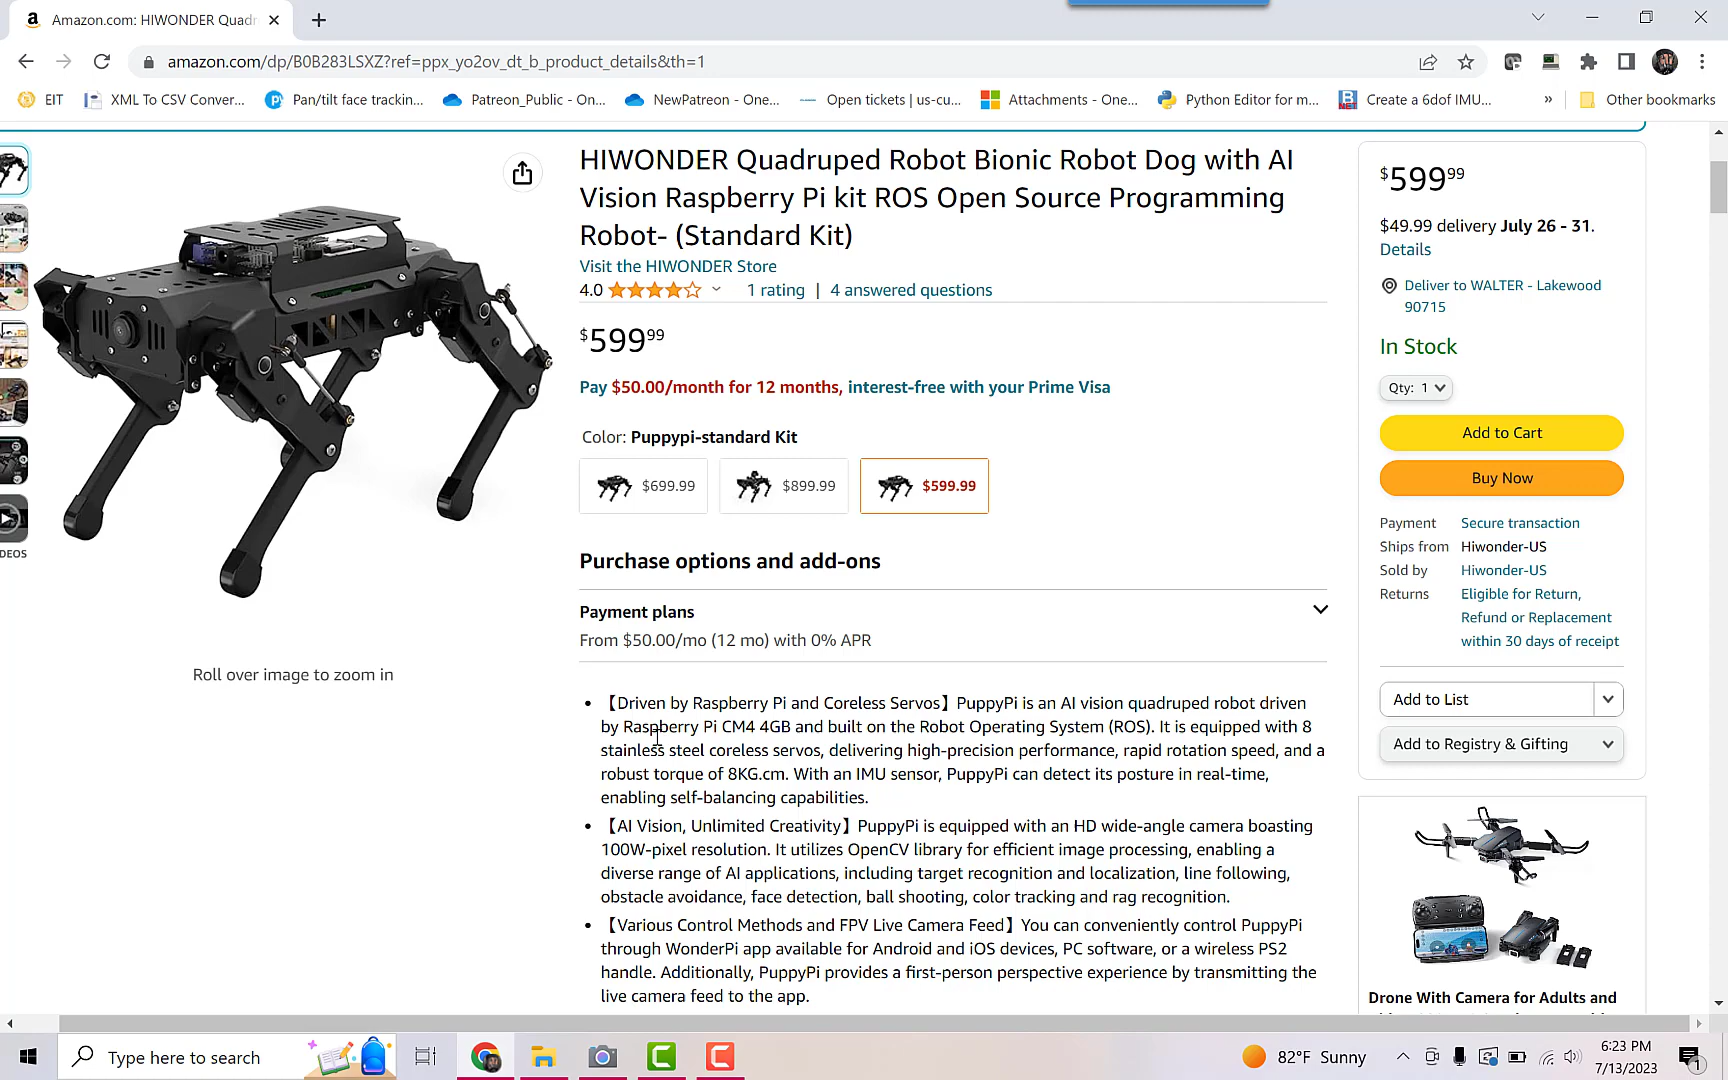 Amazon.com: HIWONDER Quadr
amazon.com/dp/B0B283LSXZ?ref=ppx_yo2ov_dt_b_product_details&th=1
EIT
XML To CSV Conver...
Pan/tilt face trackin...
Patreon_Public - On...
NewPatreon - One...
Open tickets | us-cu...
Attachments - One...
Python Editor for m...
Create a 6dof IMU...
»
Other bookmarks
HIWONDER Quadruped Robot Bionic Robot Dog with AI
Vision Raspberry Pi kit ROS Open Source Programming
Robot- (Standard Kit)
Visit the HIWONDER Store
4.0
1 rating | 4 answered questions
$599 99
Pay $50.00/month for 12 months, interest-free with your Prime Visa
Color: Puppypi-standard Kit
$699.99
$899.99
$599.99
Purchase options and add-ons
Payment plans
From $50.00/mo (12 mo) with 0% APR
• 【Driven by Raspberry Pi and Coreless Servos】PuppyPi is an AI vision quadruped robot driven
by Raspberry Pi CM4 4GB and built on the Robot Operating System (ROS). It is equipped with 8
stainless steel coreless servos, delivering high-precision performance, rapid rotation speed, and a
robust torque of 8KG.cm. With an IMU sensor, PuppyPi can detect its posture in real-time,
enabling self-balancing capabilities.
• 【AI Vision, Unlimited Creativity】PuppyPi is equipped with an HD wide-angle camera boasting
100W-pixel resolution. It utilizes OpenCV library for efficient image processing, enabling a
diverse range of AI applications, including target recognition and localization, line following,
obstacle avoidance, face detection, ball shooting, color tracking and rag recognition.
• 【Various Control Methods and FPV Live Camera Feed】You can conveniently control PuppyPi
through WonderPi app available for Android and iOS devices, PC software, or a wireless PS2
handle. Additionally, PuppyPi provides a first-person perspective experience by transmitting the
live camera feed to the app.
DEOS
Roll over image to zoom in
$599 99
$49.99 delivery July 26 - 31.
Details
Deliver to WALTER - Lakewood
90715
In Stock
Qty: 1
Add to Cart
Buy Now
Payment Secure transaction
Ships from Hiwonder-US
Sold by Hiwonder-US
Returns Eligible for Return,
Refund or Replacement
within 30 days of receipt
Add to List
Add to Registry & Gifting
Drone With Camera for Adults and
Type here to search
82°F Sunny
6:23 PM
7/13/2023
1